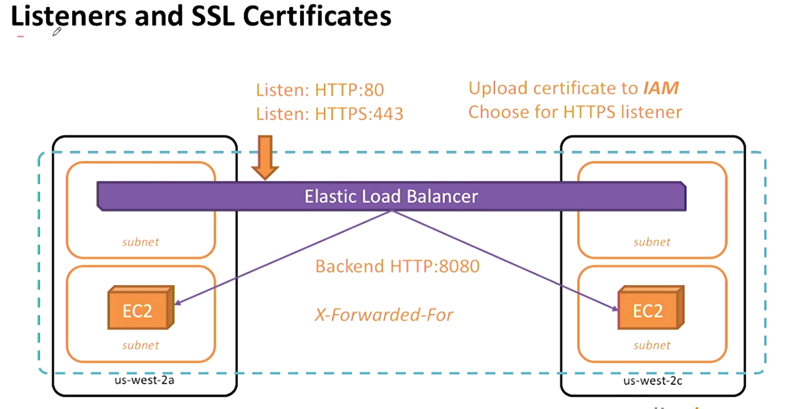 Listeners and SSL Certificates
Listen: HTTP:80
Listen: HTTPS:443
Upload certificate to IAM
Choose for HTTPS listener
Elastic Load Balancer
subnet
subnet
Backend HTTP:8080
X-Forwarded-For
EC2
EC2
subnet
subnet
us-west-2a
us-west-2c